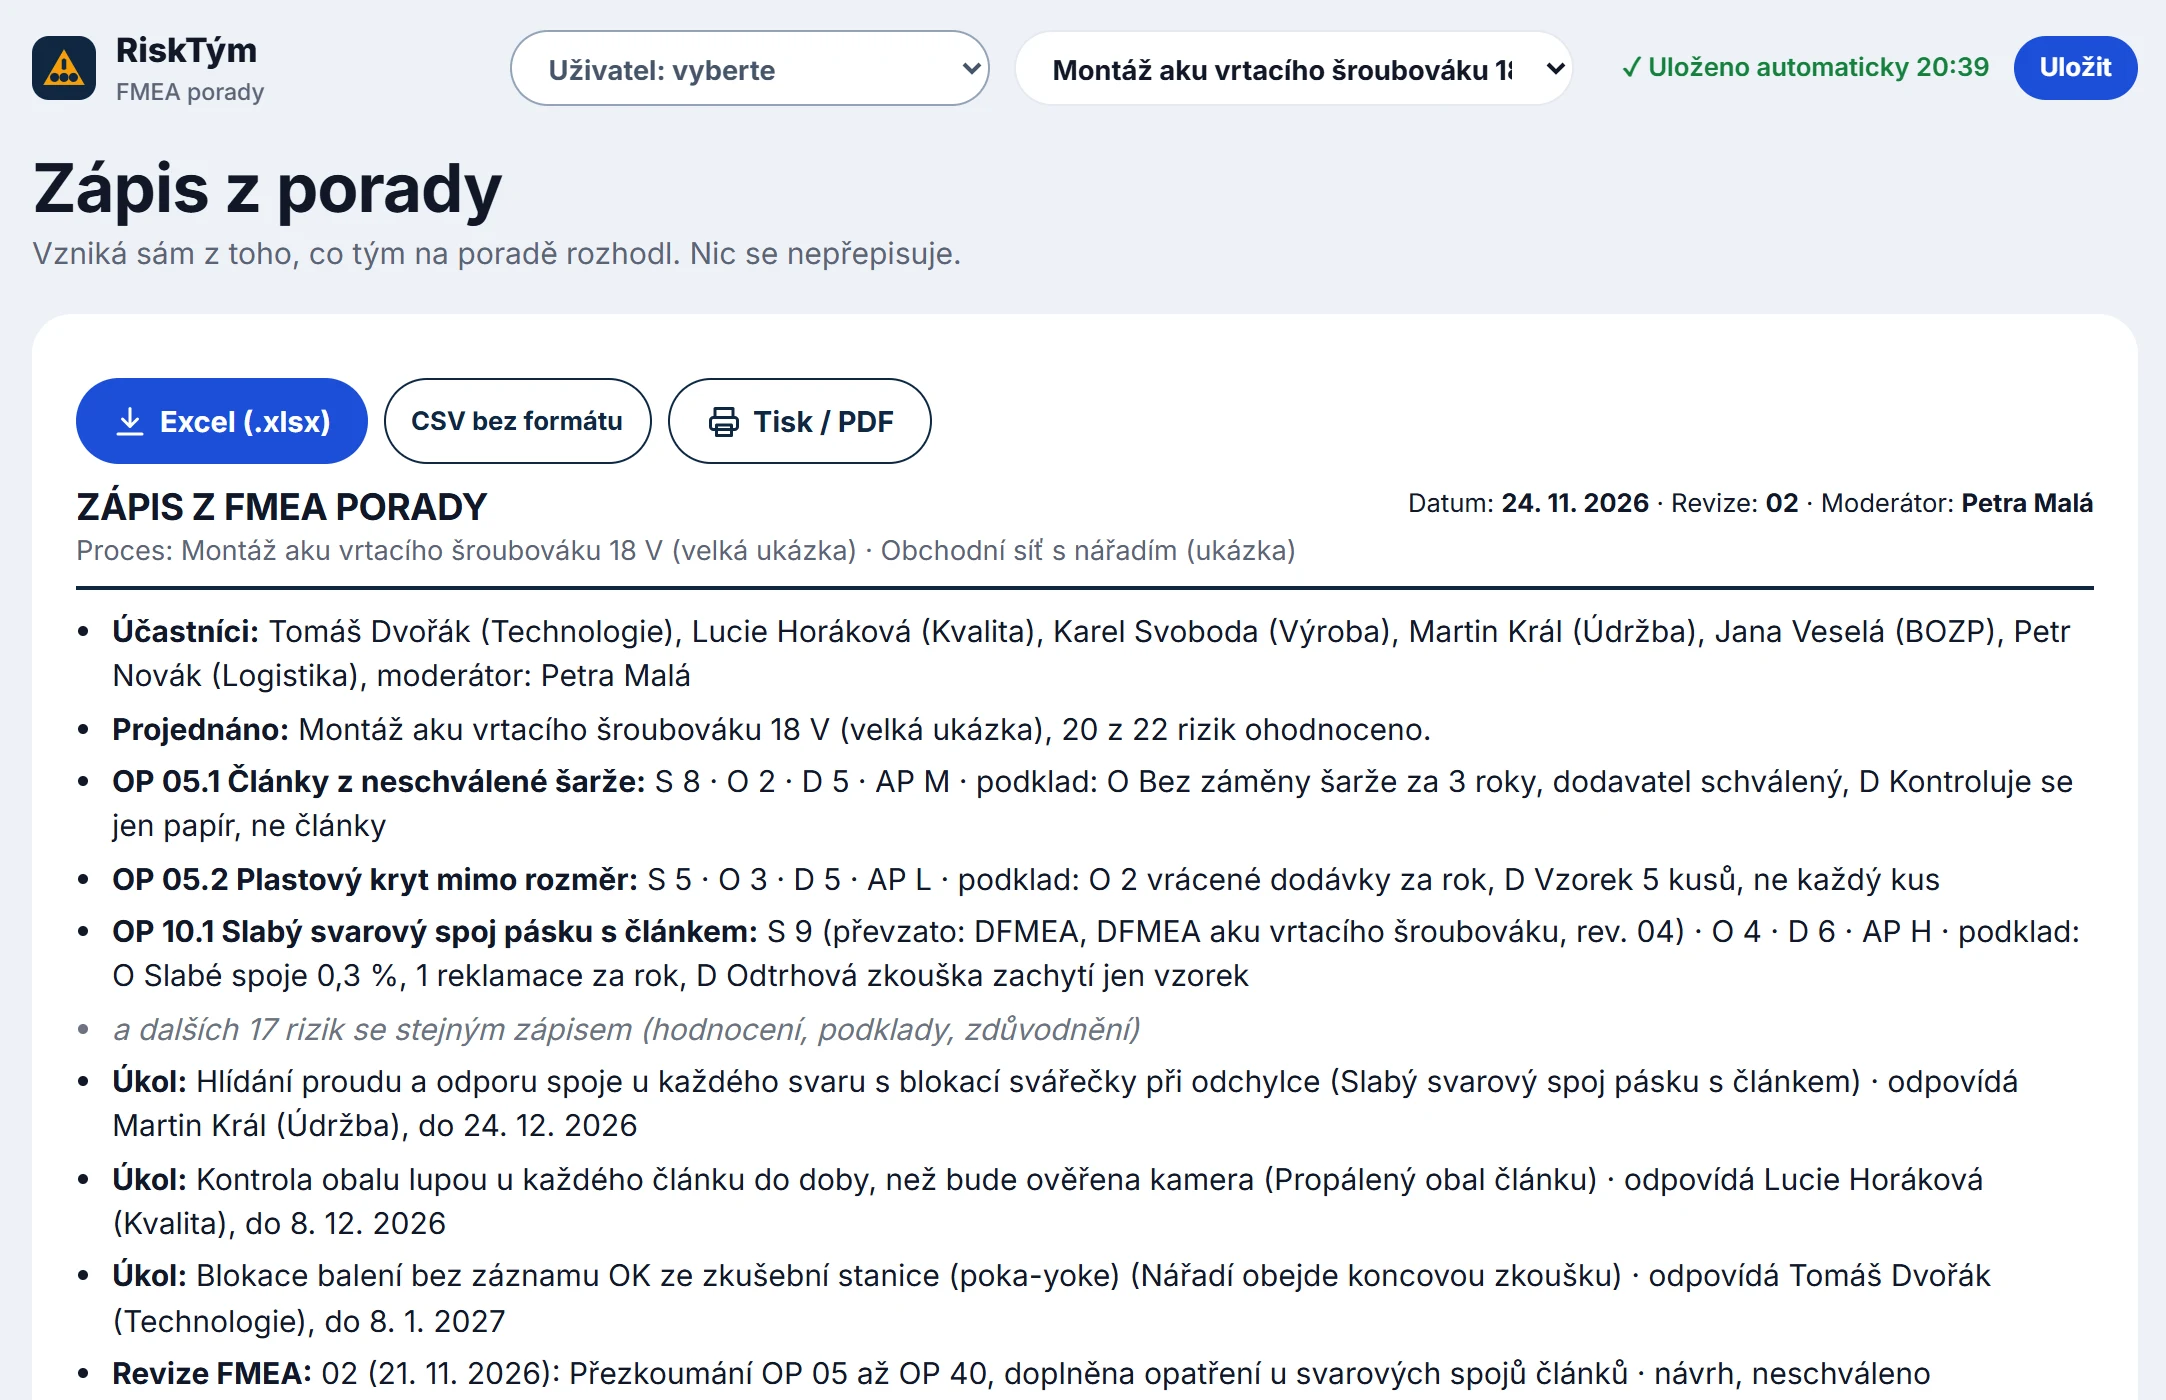 RiskTým
FMEA porady
Uživatel: vyberte
Montáž aku vrtacího šroubováku
✓ Uloženo automaticky 20:39
Uložit
Zápis z porady
Vzniká sám z toho, co tým na poradě rozhodl. Nic se nepřepisuje.
Excel (.xlsx)
CSV bez formátu
Tisk / PDF
ZÁPIS Z FMEA PORADY
Datum: 24. 11. 2026 · Revize: 02 · Moderátor: Petra Malá
Proces: Montáž aku vrtacího šroubováku 18 V (velká ukázka) · Obchodní síť s nářadím (ukázka)
• Účastníci: Tomáš Dvořák (Technologie), Lucie Horáková (Kvalita), Karel Svoboda (Výroba), Martin Král (Údržba), Jana Veselá (BOZP), Petr
Novák (Logistika), moderátor: Petra Malá
• Projednáno: Montáž aku vrtacího šroubováku 18 V (velká ukázka), 20 z 22 rizik ohodnoceno.
• OP 05.1 Články z neschválené šarže: S 8 · O 2 · D 5 · AP M · podklad: O Bez záměny šarže za 3 roky, dodavatel schválený, D Kontroluje se
jen papír, ne články
• OP 05.2 Plastový kryt mimo rozměr: S 5 · O 3 · D 5 · AP L · podklad: O 2 vrácené dodávky za rok, D Vzorek 5 kusů, ne každý kus
• OP 10.1 Slabý svarový spoj pásku s článkem: S 9 (převzato: DFMEA, DFMEA aku vrtacího šroubováku, rev. 04) · O 4 · D 6 · AP H · podklad:
O Slabé spoje 0,3 %, 1 reklamace za rok, D Odtrhová zkouška zachytí jen vzorek
• a dalších 17 rizik se stejným zápisem (hodnocení, podklady, zdůvodnění)
• Úkol: Hlídání proudu a odporu spoje u každého svaru s blokací svářečky při odchylce (Slabý svarový spoj pásku s článkem) · odpovídá
Martin Král (Údržba), do 24. 12. 2026
• Úkol: Kontrola obalu lupou u každého článku do doby, než bude ověřena kamera (Propálený obal článku) · odpovídá Lucie Horáková
(Kvalita), do 8. 12. 2026
• Úkol: Blokace balení bez záznamu OK ze zkušební stanice (poka-yoke) (Nářadí obejde koncovou zkoušku) · odpovídá Tomáš Dvořák
(Technologie), do 8. 1. 2027
• Revize FMEA: 02 (21. 11. 2026): Přezkoumání OP 05 až OP 40, doplněna opatření u svarových spojů článků · návrh, neschváleno